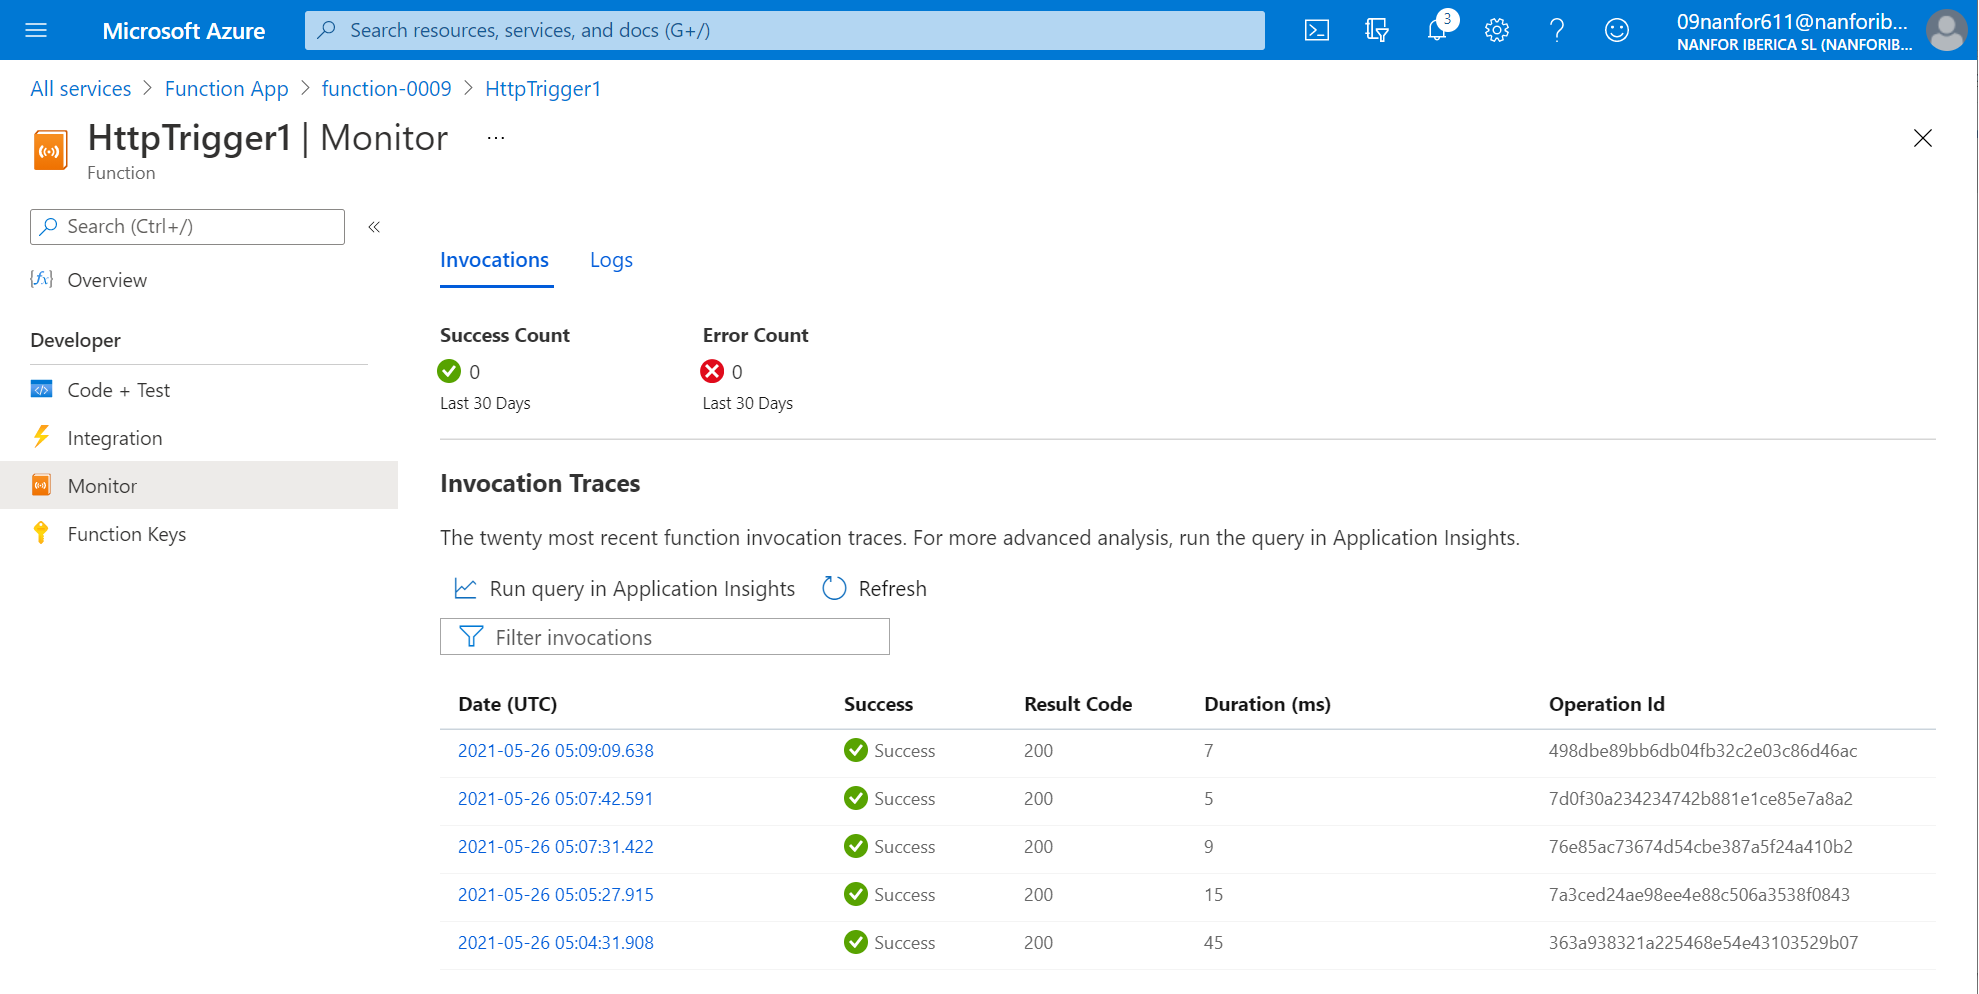 Microsoft Azure
Search resources, services, and docs (G+/)
3
09nanfor611@nanforib...
NANFOR IBERICA SL (NANFORIB...
All services > Function App > function-0009 > HttpTrigger1
HttpTrigger1 | Monitor ...
Function
Search (Ctrl+/)
«
Overview
Developer
Code + Test
Integration
Monitor
Function Keys
Invocations Logs
Success Count Error Count
0 0
Last 30 Days Last 30 Days
Invocation Traces
The twenty most recent function invocation traces. For more advanced analysis, run the query in Application Insights.
Run query in Application Insights Refresh
Filter invocations
Date (UTC) Success Result Code Duration (ms) Operation Id
2021-05-26 05:09:09.638 Success 200 7 498dbe89bb6db04fb32c2e03c86d46ac
2021-05-26 05:07:42.591 Success 200 5 7d0f30a234234742b881e1ce85e7a8a2
2021-05-26 05:07:31.422 Success 200 9 76e85ac73674d54cbe387a5f24a410b2
2021-05-26 05:05:27.915 Success 200 15 7a3ced24ae98ee4e88c506a3538f0843
2021-05-26 05:04:31.908 Success 200 45 363a938321a225468e54e43103529b07